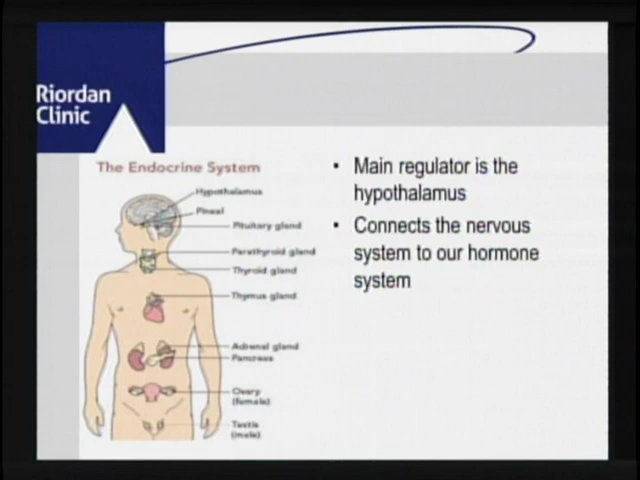 Riordan
Clinic
The Endocrine System
Hypothalamus
Pineal
Pituitary gland
Parathyroid gland
Thyroid gland
Thymus gland
Adrenal gland
Pancreas
Ovary
(female)
Testis
(male)
• Main regulator is the
hypothalamus
• Connects the nervous
system to our hormone
system